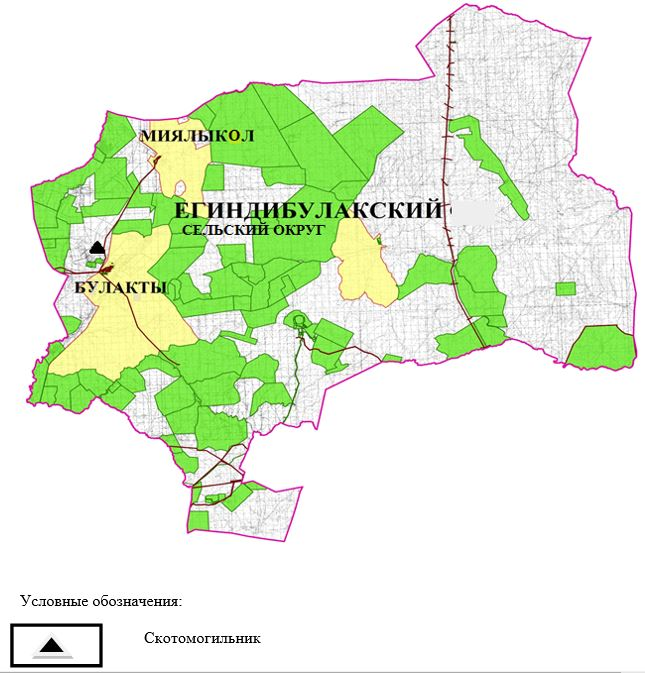 МИЯЛЫКОЛ
ЕГИНДИБУЛАКСКИЙ
СЕЛЬСКИЙ ОКРУГ
БУЛАКТЫ
Условные обозначения:
Скотомогильник